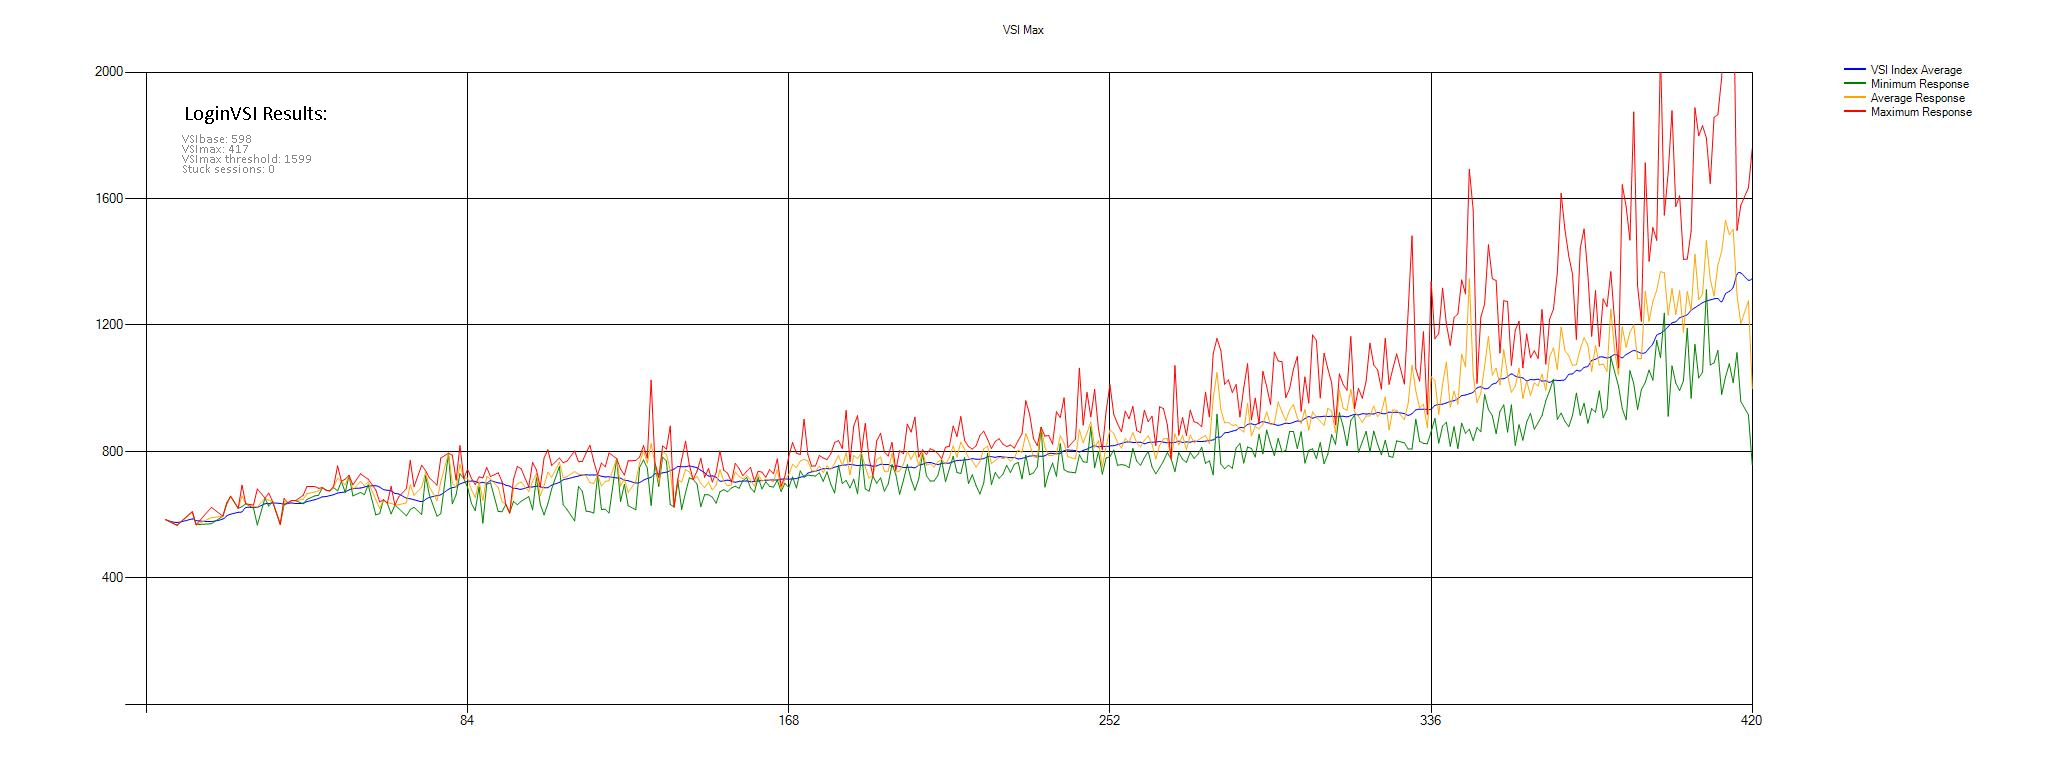 VSI Max
2000
1600
1200
800
400
84
168
252
336
420
LoginVSI Results:
VSIbase: 598
VSImax: 417
VSImax threshold: 1599
Stuck sessions: 0
VSI Index Average
Minimum Response
Average Response
Maximum Response